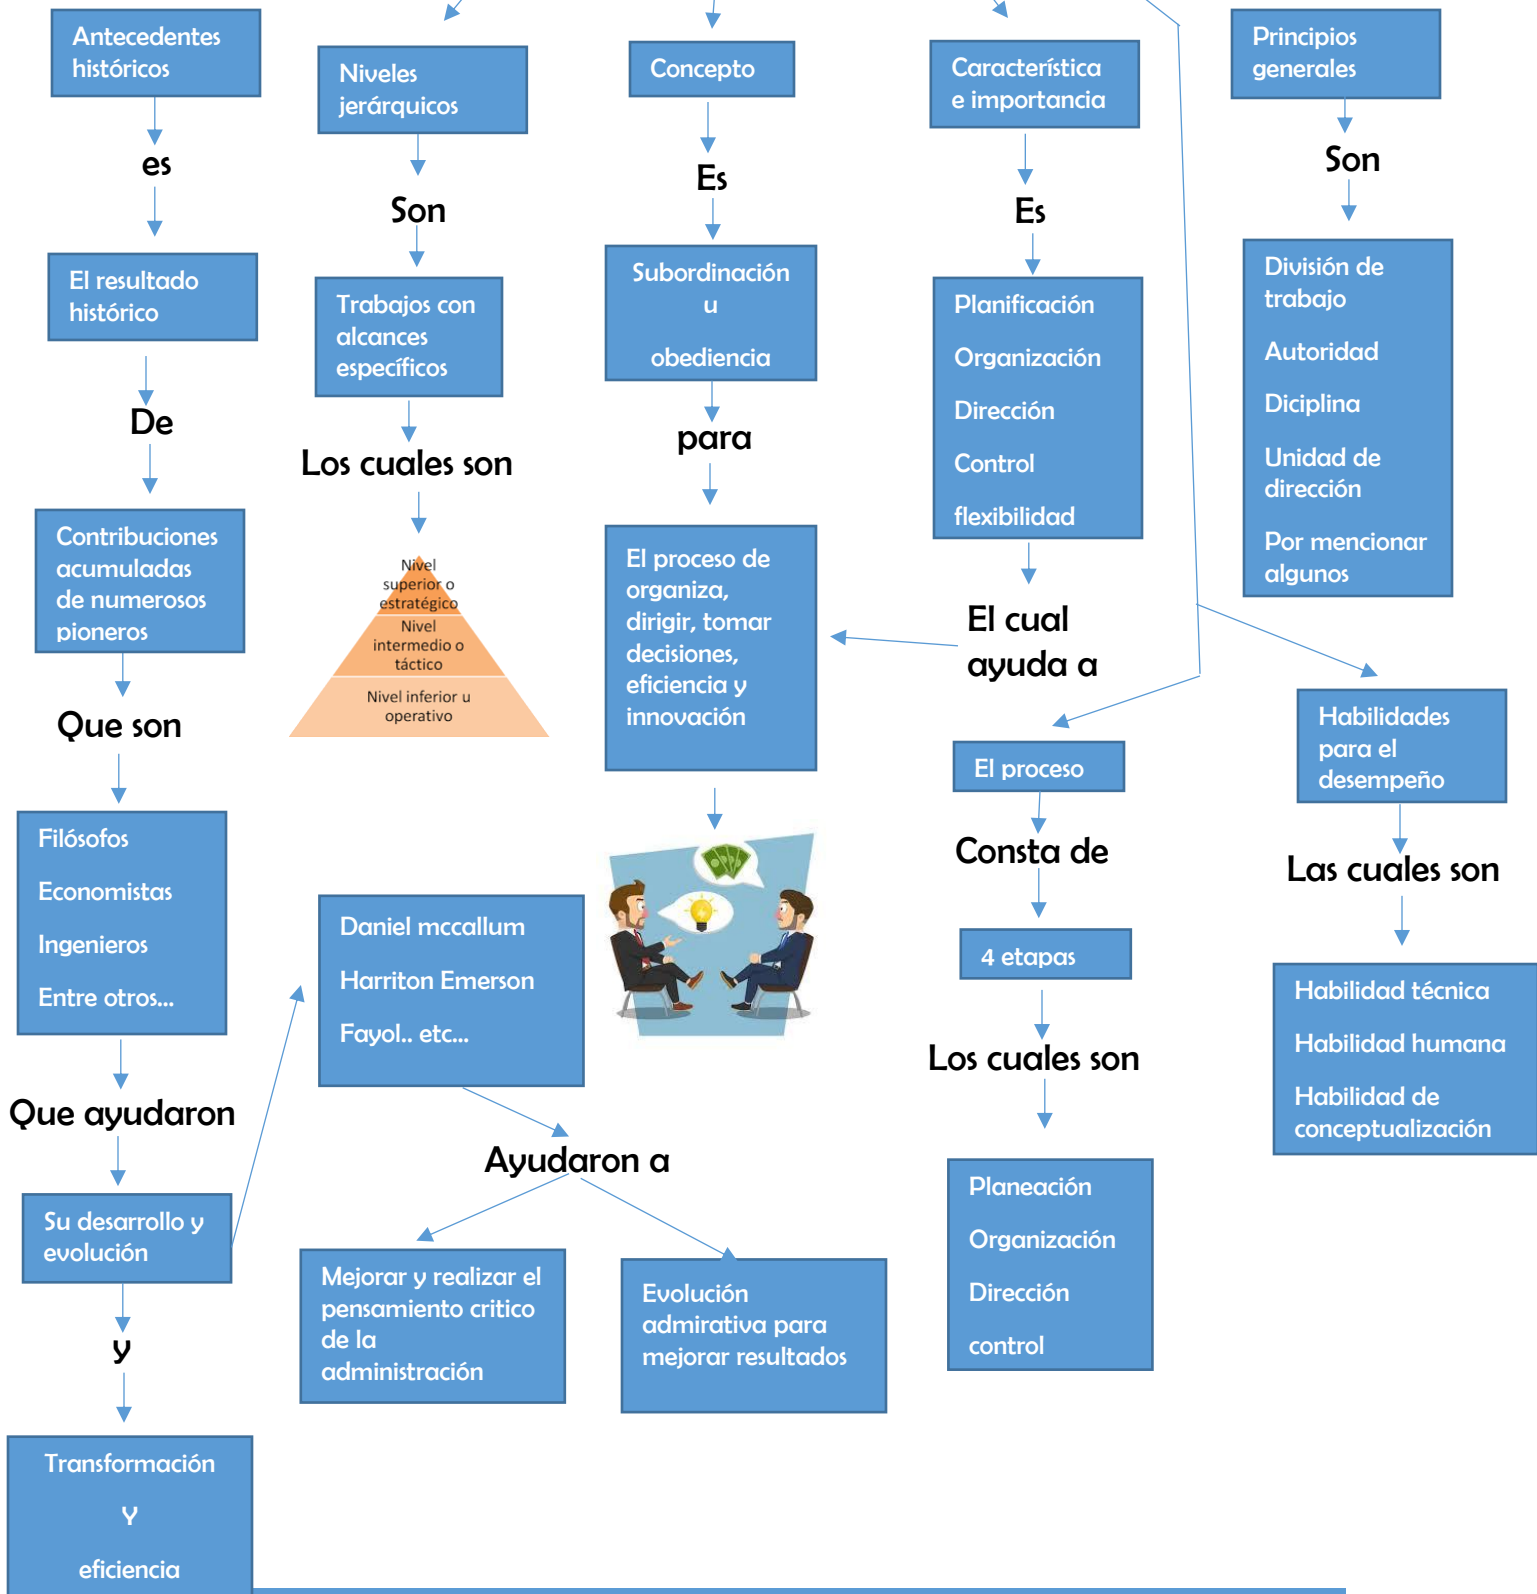 Antecedentes
históricos
es
El resultado
histórico
De
Contribuciones
acumuladas
de numerosos
pioneros
Que son
Filósofos
Economistas
Ingenieros
Entre otros...
Que ayudaron
Su desarrollo y
evolución
y
Transformación
Y
eficiencia
Niveles
jerárquicos
Son
Trabajos con
alcances
específicos
Los cuales son
Nivel
superior o
estratégico
Nivel
intermedio o
táctico
Nivel inferior u
operativo
Daniel mccallum
Harriton Emerson
Fayol.. etc...
Ayudaron a
Mejorar y realizar el
pensamiento critico
de la
administración
Evolución
admirativa para
mejorar resultados
Concepto
Es
Subordinación
u
obediencia
para
El proceso de
organiza,
dirigir, tomar
decisiones,
eficiencia y
innovación
Característica
e importancia
Es
Planificación
Organización
Dirección
Control
flexibilidad
El cual
ayuda a
El proceso
Consta de
4 etapas
Los cuales son
Planeación
Organización
Dirección
control
Principios
generales
Son
División de
trabajo
Autoridad
Diciplina
Unidad de
dirección
Por mencionar
algunos
Habilidades
para el
desempeño
Las cuales son
Habilidad técnica
Habilidad humana
Habilidad de
conceptualización